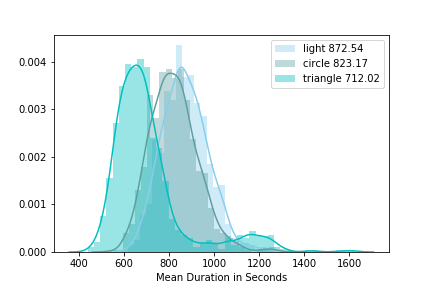 0.004
0.003
0.002
0.001
0.000
light 872.54
circle 823.17
triangle 712.02
400 600 800 1000 1200 1400 1600
Mean Duration in Seconds